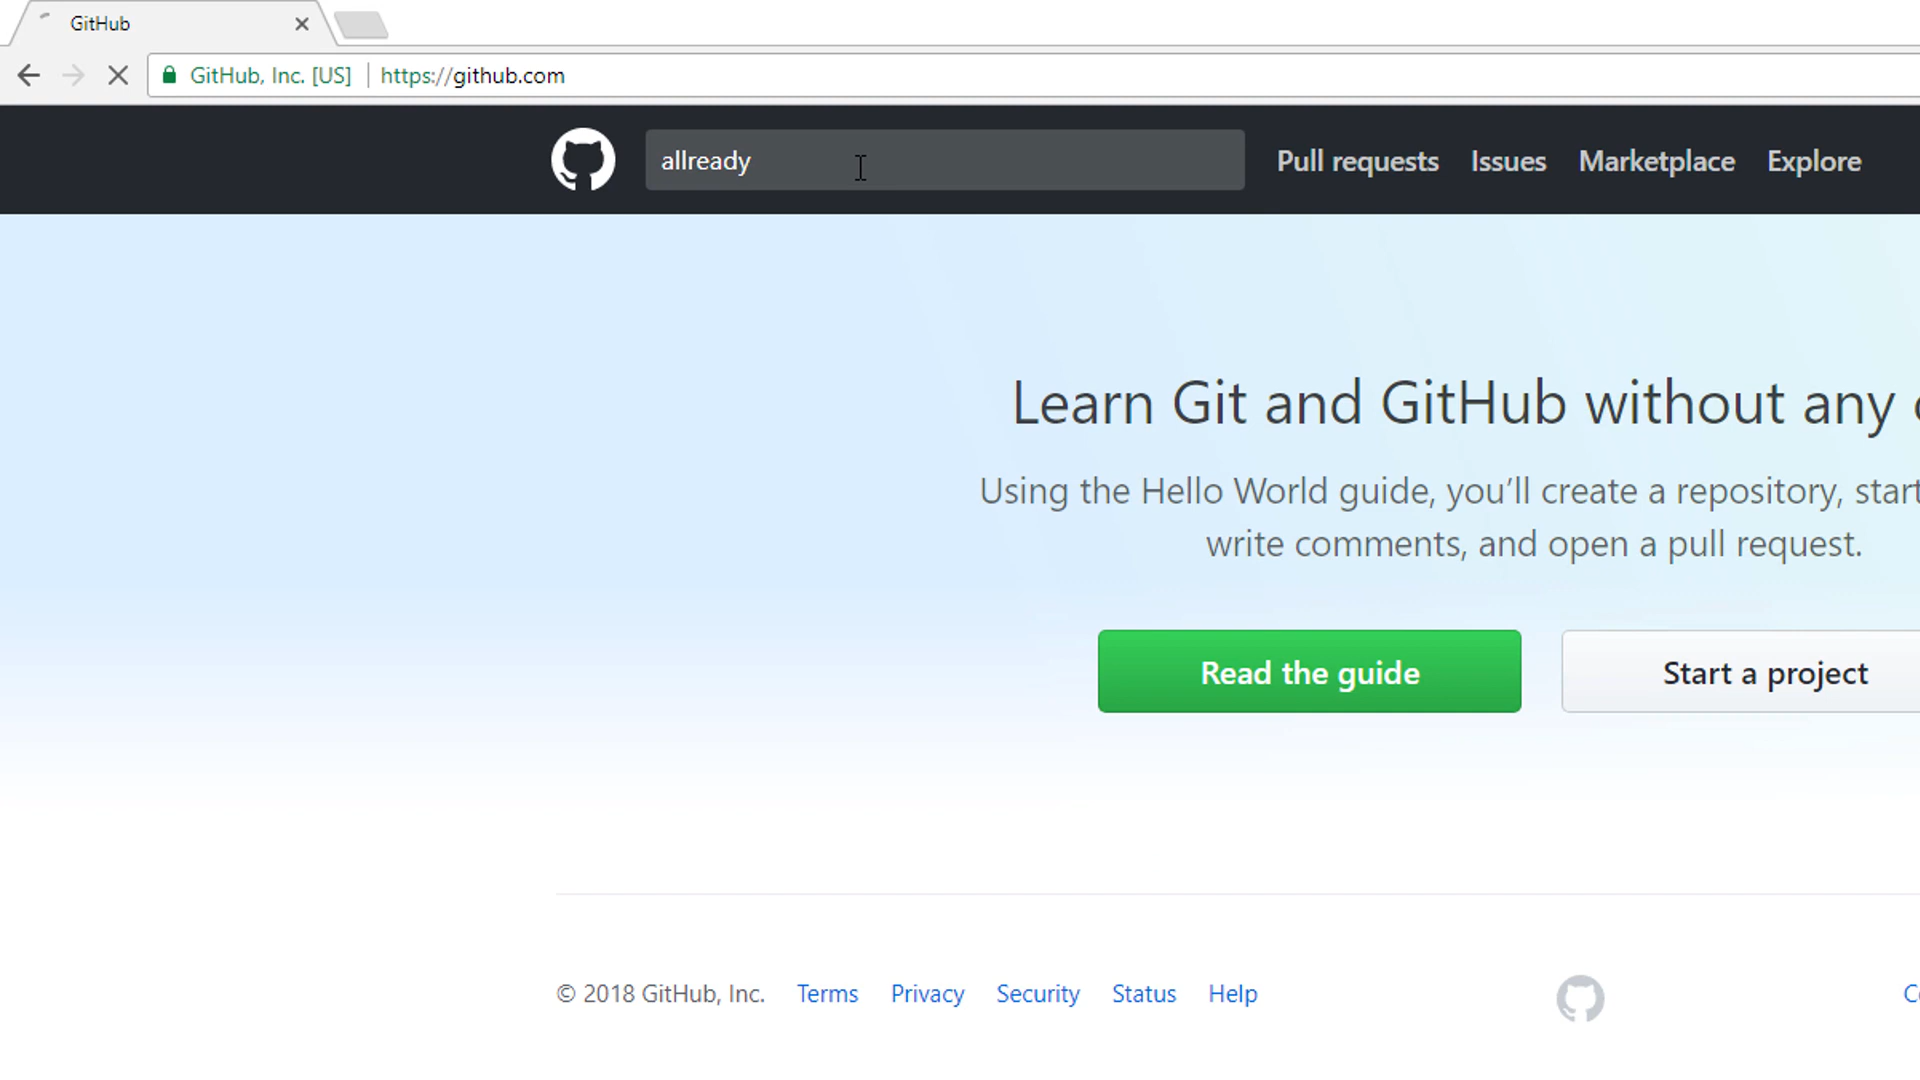 GitHub
GitHub, Inc. [US] https://github.com
allready Pull requests Issues Marketplace Explore
Learn Git and GitHub without any
Using the Hello World guide, you’ll create a repository, start
write comments, and open a pull request.
Read the guide Start a project
© 2018 GitHub, Inc. Terms Privacy Security Status Help